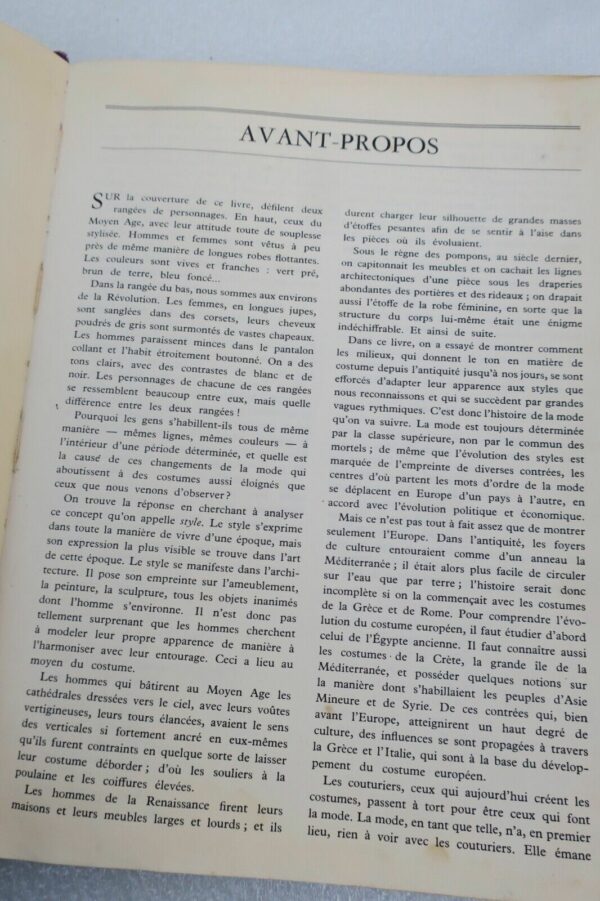 AVANT-PROPOS
SUR la couverture de ce livre, défilent deux
rangées de personnages. En haut, ceux du
Moyen Age, avec leur attitude toute de souplesse
stylisée. Hommes et femmes sont vêtus à peu
près de même manière de longues robes flottantes.
Les couleurs sont vives et franches : vert pré,
brun de terre, bleu foncé...
Dans la rangée du bas, nous sommes aux environs
de la Révolution. Les femmes, en longues jupes,
sont sanglées dans des corsets, leurs cheveux
poudrés de gris sont surmontés de vastes chapeaux.
Les hommes paraissent minces dans le pantalon
collant et l'habit étroitement boutonné. On a des
tons clairs, avec des contrastes de blanc et de
noir. Les personnages de chacune de ces rangées
se ressemblent beaucoup entre eux, mais quelle
différence entre les deux rangées !
Pourquoi les gens s'habillent-ils tous de même
manière — mêmes lignes, mêmes couleurs — à
l'intérieur d'une période déterminée, et quelle est
la cause de ces changements de la mode qui
aboutissent à des costumes aussi éloignés que
ceux que nous venons d'observer ?
On trouve la réponse en cherchant à analyser
ce concept qu'on appelle style. Le style s'exprime
dans toute la manière de vivre d'une époque, mais
son expression la plus visible se trouve dans l'art
de cette époque. Le style se manifeste dans l'archi-
tecture. Il pose son empreinte sur l'ameublement,
la peinture, la sculpture, tous les objets inanimés
dont l'homme s'environne. Il n'est donc pas
tellement surprenant que les hommes cherchent
à modeler leur propre apparence de manière à
l'harmoniser avec leur entourage. Ceci a lieu au
moyen du costume.
Les hommes qui bâtirent au Moyen Age les
cathédrales dressées vers le ciel, avec leurs voûtes
vertigineuses, leurs tours élancées, avaient le sens
des verticales si fortement ancré en eux-mêmes
qu'ils furent contraints en quelque sorte de laisser
leur costume déborder ; d'où les souliers à la
poulaine et les coiffures élevées.
Les hommes de la Renaissance firent leurs
maisons et leurs meubles larges et lourds ; et ils
durent charger leur silhouette de grandes masses
d'étoffes pesantes afin de se sentir à l'aise dans
les pièces où ils évoluaient.
Sous le règne des pompons, au siècle dernier,
on capitonnait les meubles et on cachait les lignes
architectoniques d'une pièce sous les draperies
abondantes des portières et des rideaux ; on drapait
aussi l'étoffe de la robe féminine, en sorte que la
structure du corps lui-même était une énigme
indéchiffrable. Et ainsi de suite.
Dans ce livre, on a essayé de montrer comment
les milieux, qui donnent le ton en matière de
costume depuis l'antiquité jusqu'à nos jours, se sont
efforcés d'adapter leur apparence aux styles que
nous reconnaissons et qui se succèdent par grandes
vagues rythmiques. C'est donc l'histoire de la mode
qu'on va suivre. La mode est toujours déterminée
par la classe supérieure, non par le commun des
mortels ; de même que l'évolution des styles est
marquée de l'empreinte de diverses contrées, les
centres d'où partent les mots d'ordre de la mode
se déplacent en Europe d'un pays à l'autre, en
accord avec l'évolution politique et économique.
Mais ce n'est pas tout à fait assez que de montrer
seulement l'Europe. Dans l'antiquité, les foyers
de culture entouraient comme d'un anneau la
Méditerranée ; il était alors plus facile de circuler
sur l'eau que par terre ; l'histoire serait donc
incomplète si on la commençait avec les costumes
de la Grèce et de Rome. Pour comprendre l'évo-
lution du costume européen, il faut étudier d'abord
celui de l'Égypte ancienne. Il faut connaître aussi
les costumes de la Crète, la grande île de la
Méditerranée, et posséder quelques notions sur
la manière dont s'habillaient les peuples d'Asie
Mineure et de Syrie. De ces contrées qui, bien
avant l'Europe, atteignirent un haut degré de
culture, des influences se sont propagées à travers
la Grèce et l'Italie, qui sont à la base du dévelop-
pement du costume européen.
Les couturiers, ceux qui aujourd'hui créent les
costumes, passent à tort pour être ceux qui font
la mode. La mode, en tant que telle, n'a, en premier
lieu, rien à voir avec les couturiers. Elle émane